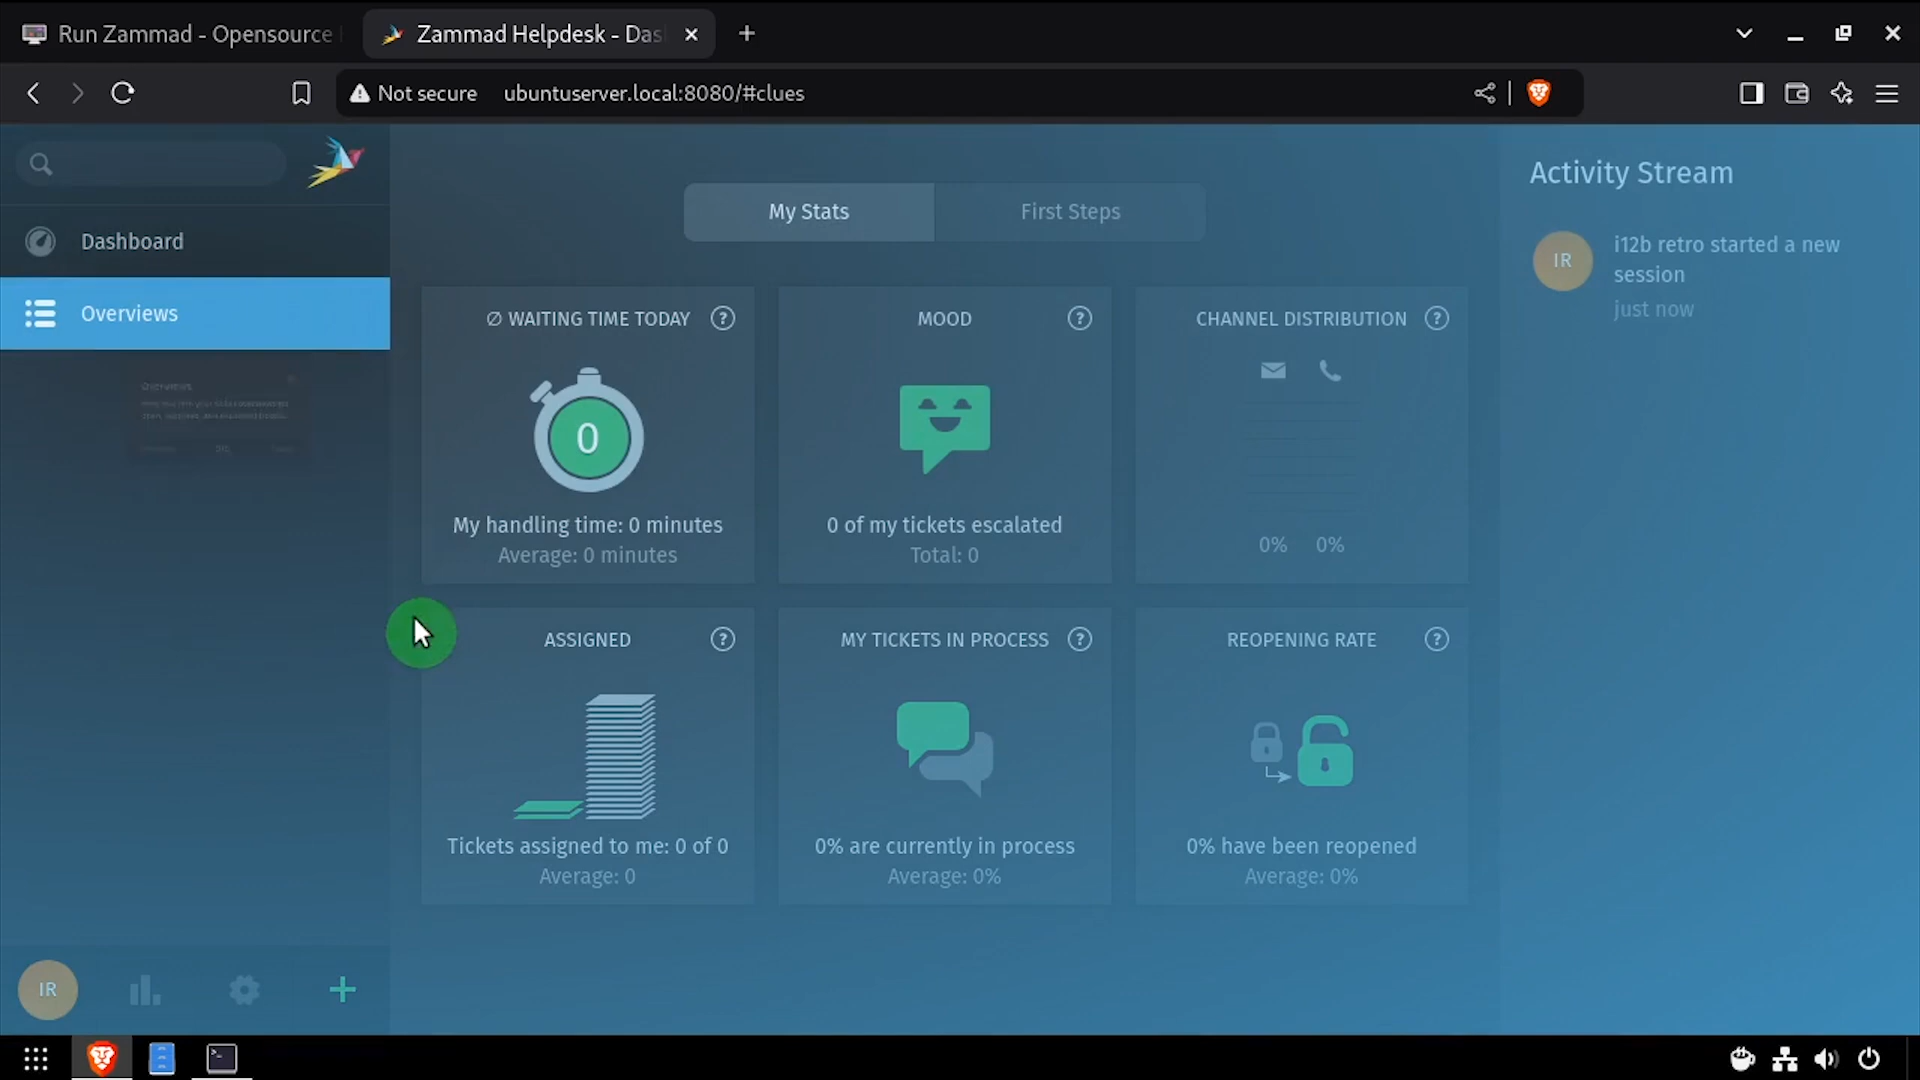 Run Zammad - Opensource
Zammad Helpdesk - Das
Not secure
ubuntuserver.local:8080/#clues
Dashboard
Overviews
Overviews
IR
My Stats
First Steps
∅ WAITING TIME TODAY
?
0
My handling time: 0 minutes
Average: 0 minutes
MOOD
?
0 of my tickets escalated
Total: 0
CHANNEL DISTRIBUTION
?
0% 0%
ASSIGNED
?
Tickets assigned to me: 0 of 0
Average: 0
MY TICKETS IN PROCESS
?
0% are currently in process
Average: 0%
REOPENING RATE
?
0% have been reopened
Average: 0%
Activity Stream
IR
i12b retro started a new
session
just now